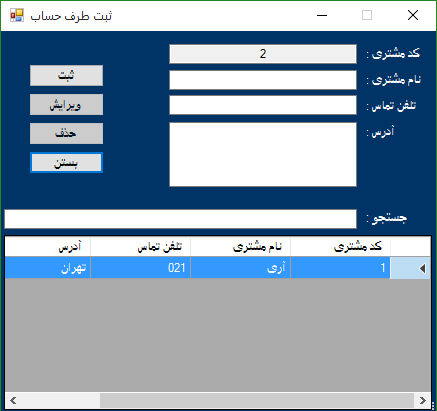 ثبت طرف حساب
کد مشتری : 2
نام مشتری :
تلفن تماس :
آدرس :
ثبت
ویرایش
حذف
بستن
جستجو :
کد مشتری نام مشتری تلفن تماس آدرس
1 آری 021 تهران